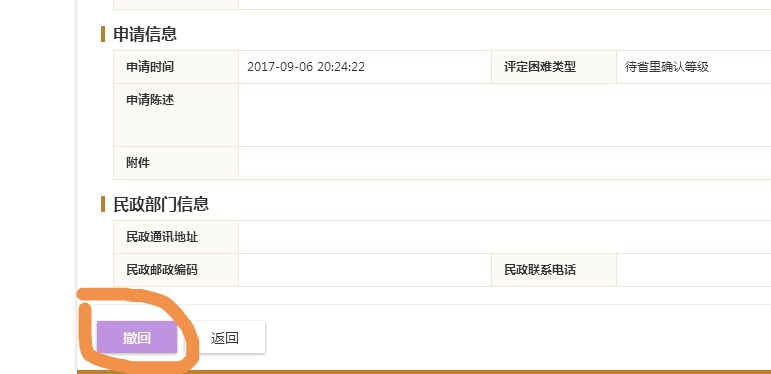 申请信息
申请时间 2017-09-06 20:24:22 评定困难类型 待省里确认等级
申请陈述
附件
民政部门信息
民政通讯地址
民政邮政编码 民政联系电话
撤回 返回